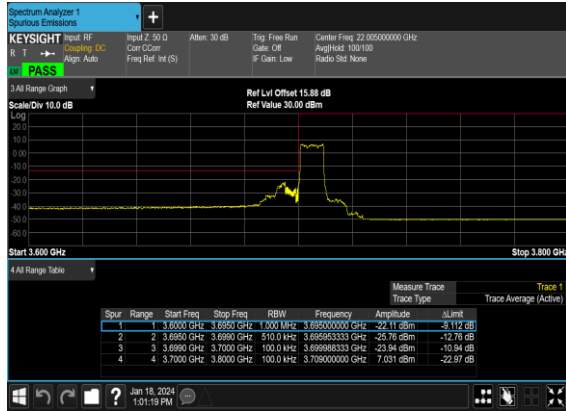 Spectrum Analyzer 1
Spurious Emissions
+
KEYSIGHT Input: RF Input Z: 50 Ω Atten: 30 dB Trig: Free Run Center Freq: 22.005000000 GHz
R T Coupling: DC Corr CCorr Gate: Off Avg|Hold: 100/100
Align: Auto Freq Ref: Int (S) IF Gain: Low Radio Std: None
PASS
3 All Range Graph
Ref Lvl Offset 15.88 dB
Scale/Div 10.0 dB Ref Value 30.00 dBm
Log
20.0
10.0
0.00
-10.0
-20.0
-30.0
-40.0
-50.0
-60.0
Start 3.600 GHz Stop 3.800 GHz
4 All Range Table
Measure Trace Trace 1
Trace Type Trace Average (Active)
Spur Range Start Freq Stop Freq RBW Frequency Amplitude ΔLimit
1 1 3.6000 GHz 3.6950 GHz 1.000 MHz 3.695000000 GHz -22.11 dBm -9.112 dB
2 2 3.6950 GHz 3.6990 GHz 510.0 kHz 3.695953333 GHz -25.76 dBm -12.76 dB
3 3 3.6990 GHz 3.7000 GHz 100.0 kHz 3.699988333 GHz -23.94 dBm -10.94 dB
4 4 3.7000 GHz 3.8000 GHz 100.0 kHz 3.709000000 GHz 7.031 dBm -22.97 dB
? Jan 18, 2024
1:01:19 PM